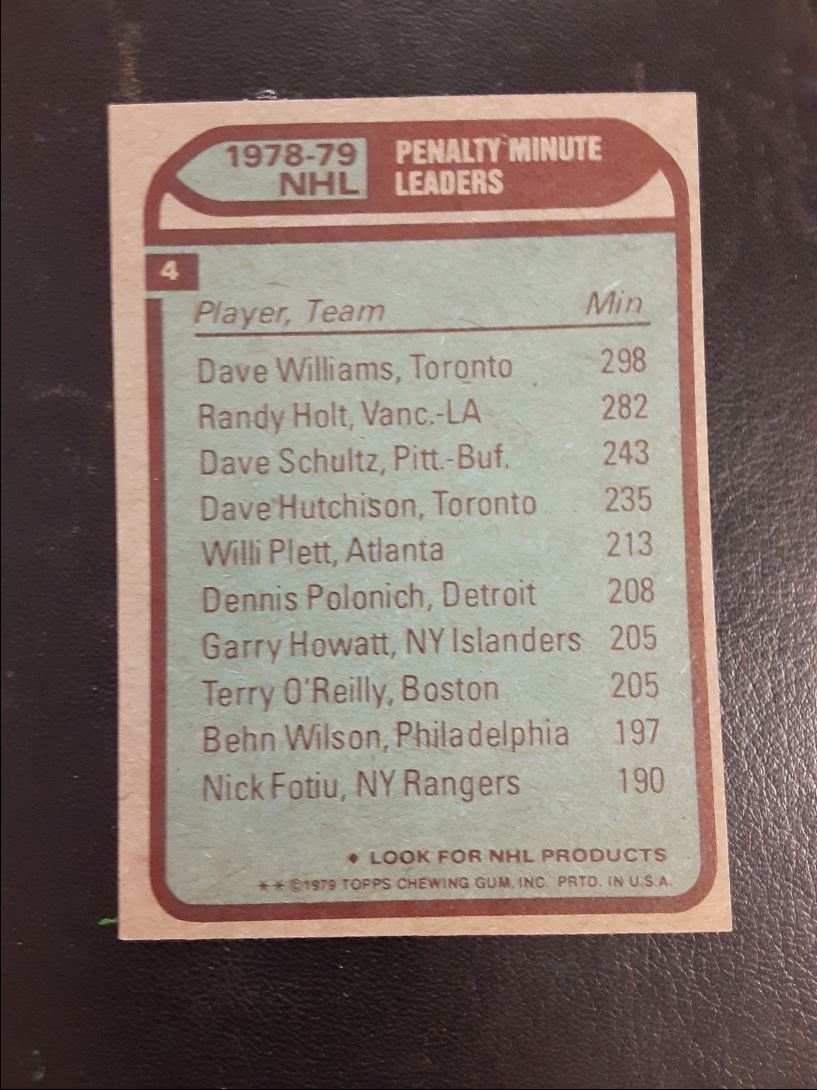 1978-79 NHL
PENALTY MINUTE LEADERS
4
Player, Team Min
Dave Williams, Toronto 298
Randy Holt, Vanc.-LA 282
Dave Schultz, Pitt.-Buf. 243
Dave Hutchison, Toronto 235
Willi Plett, Atlanta 213
Dennis Polonich, Detroit 208
Garry Howatt, NY Islanders 205
Terry O'Reilly, Boston 205
Behn Wilson, Philadelphia 197
Nick Fotiu, NY Rangers 190
♦ LOOK FOR NHL PRODUCTS
**©1979 TOPPS CHEWING GUM, INC. PRTD. IN U.S.A.